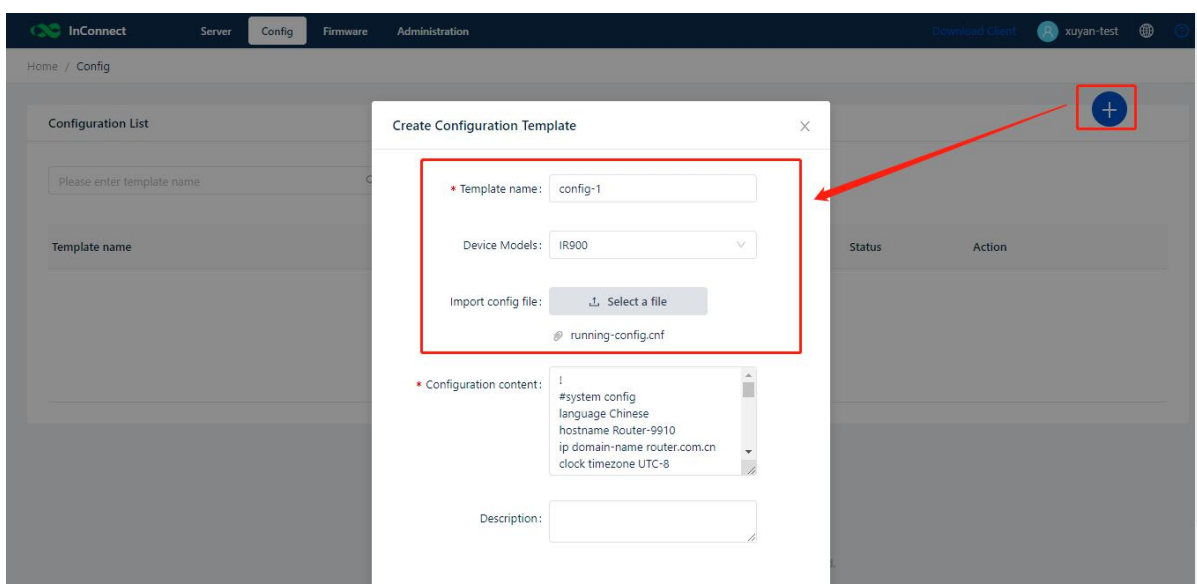 InConnect Server Config Firmware Administration Download Client xuyan-test
Home / Config
Configuration List
Please enter template name
Template name Status Action
Create Configuration Template
* Template name: config-1
Device Models: IR900
Import config file: Select a file
running-config.cnf
* Configuration content: !
#system config
language Chinese
hostname Router-9910
ip domain-name router.com.cn
clock timezone UTC-8
Description: